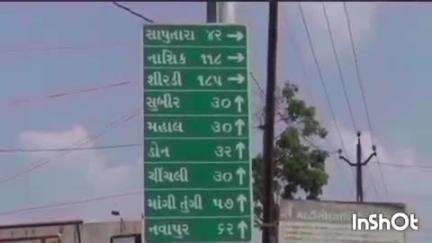 સાપુતારા ૪૨ →
નાસિક ૧૧૮ →
શીરડી ૧૮૫ →
સુબીર ૩૦ ↑
મહાલ ૩૦ ↑
ડોન ૩૨ ↑
ચીંચલી ૩૦ ↑
માંગી તુંગી ૫૭ ↑
નવાપુર ૬૨ ↑
InShOt